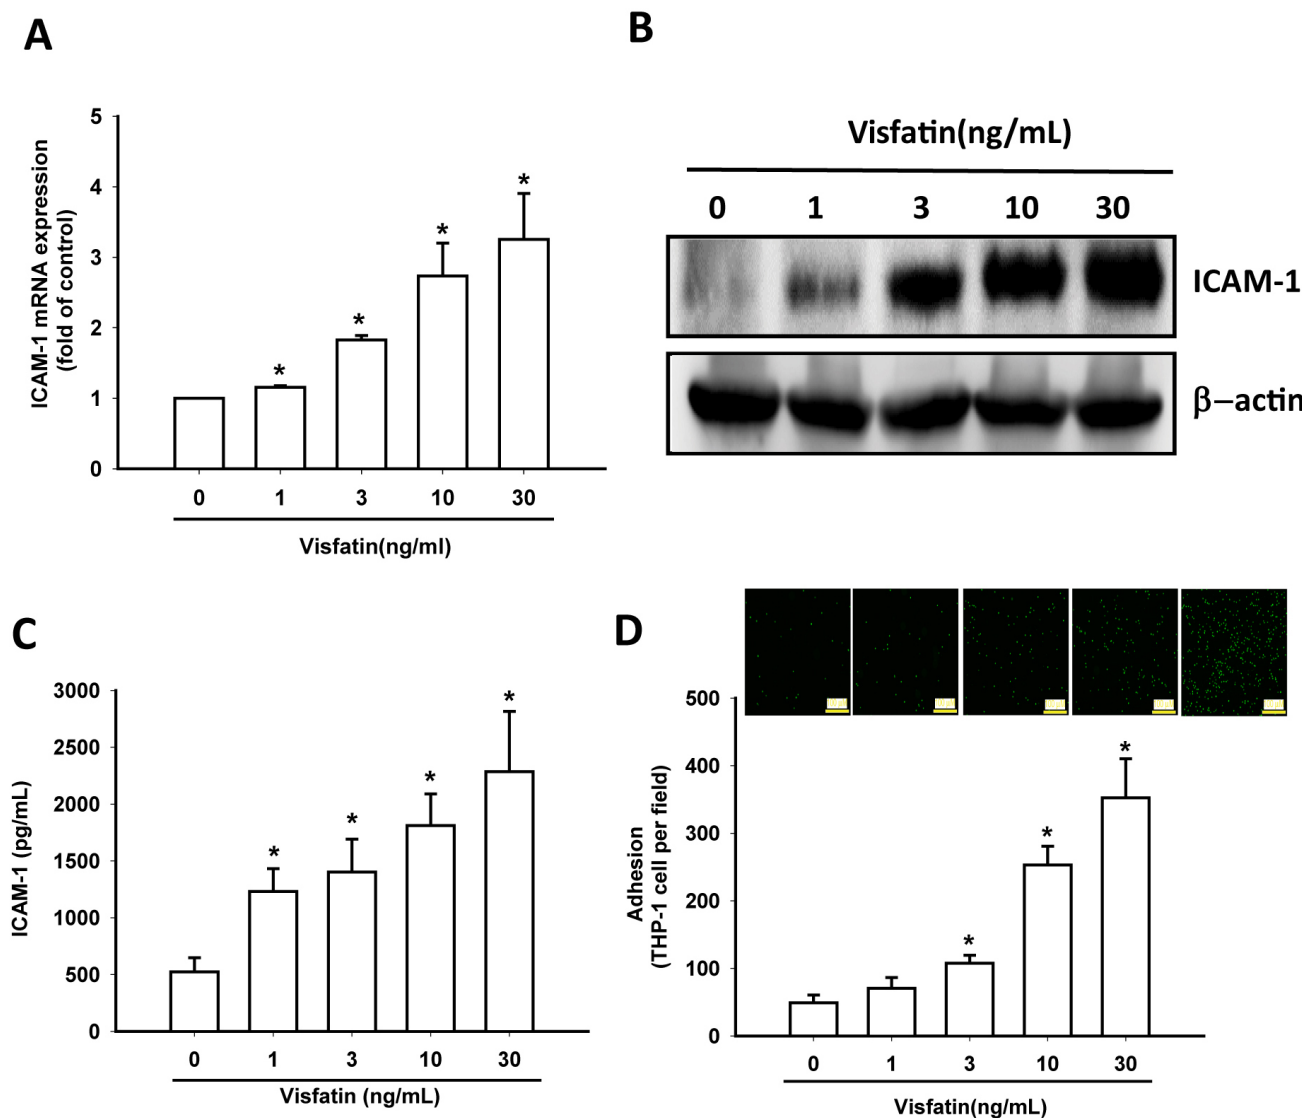 A
ICAM-1 mRNA expression
(fold of control)
5
4
3
2
1
0
*
*
*
*
0 1 3 10 30
Visfatin(ng/ml)
B
Visfatin(ng/mL)
0 1 3 10 30
ICAM-1
β–actin
C
ICAM-1 (pg/mL)
3000
2500
2000
1500
1000
500
0
*
*
*
*
0 1 3 10 30
Visfatin (ng/mL)
D
Adhesion
(THP-1 cell per field)
500
400
300
200
100
0
*
*
*
0 1 3 10 30
Visfatin(ng/mL)